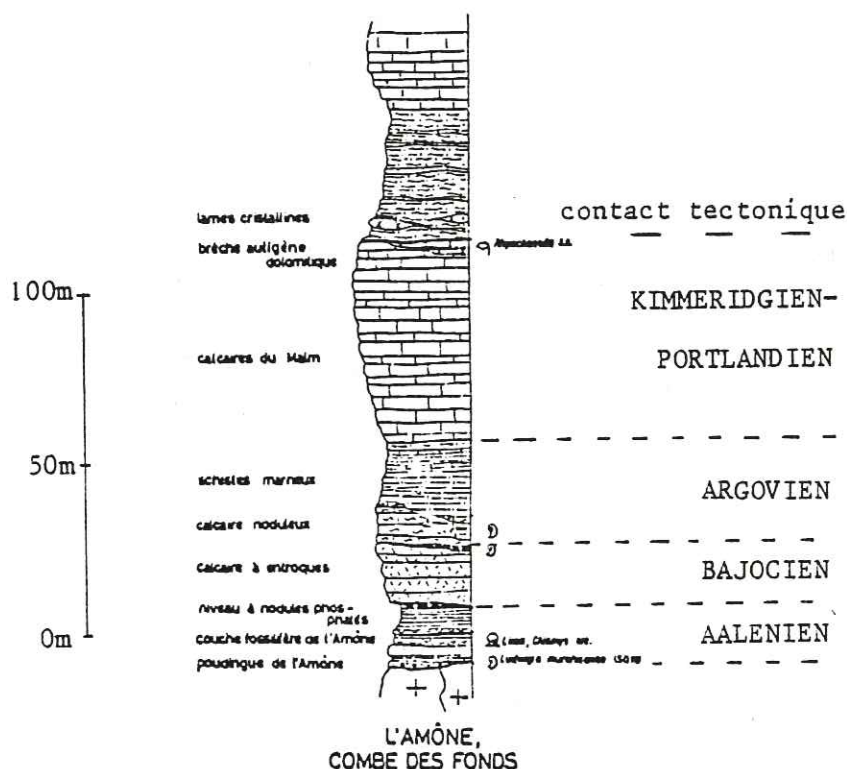 lames cristallines
brèche autigène
dolomitique
calcaires du Malm
schistes marneux
calcaire noduleux
calcaire à entroques
niveau à nodules phos-
phatés
couche fossilifère de l'Amône
poudingue de l'Amône
100m
50m
0m
contact tectonique
KIMMERIDGIEN-
PORTLANDIEN
ARGOVIEN
BAJOCIEN
AALENIEN
L'AMÔNE,
COMBE DES FONDS